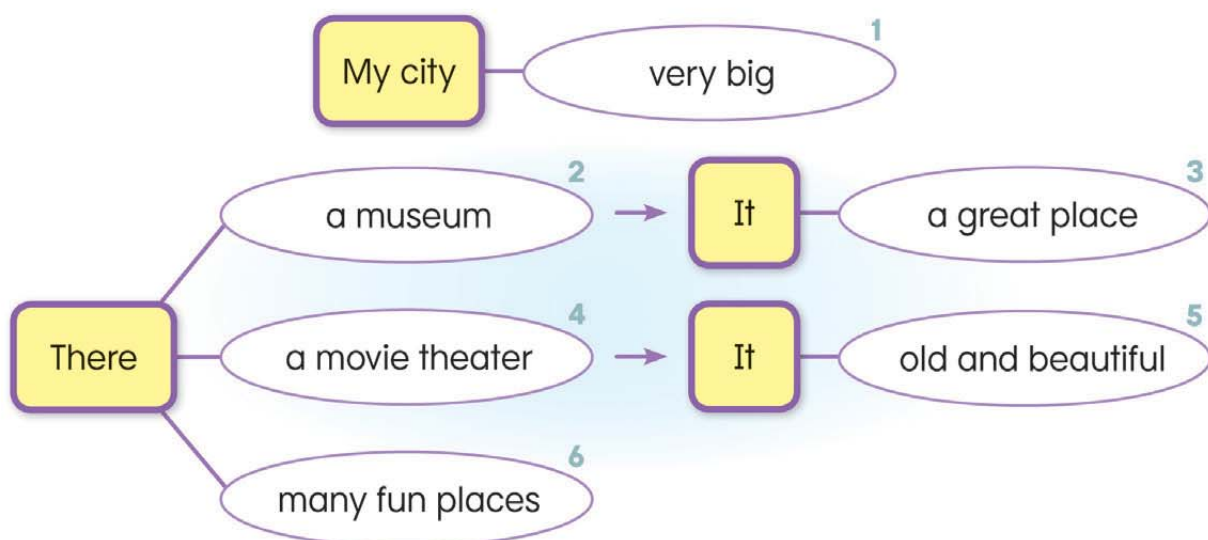 1
My city
very big
2
a museum
It
3
a great place
There
4
a movie theater
It
5
old and beautiful
6
many fun places